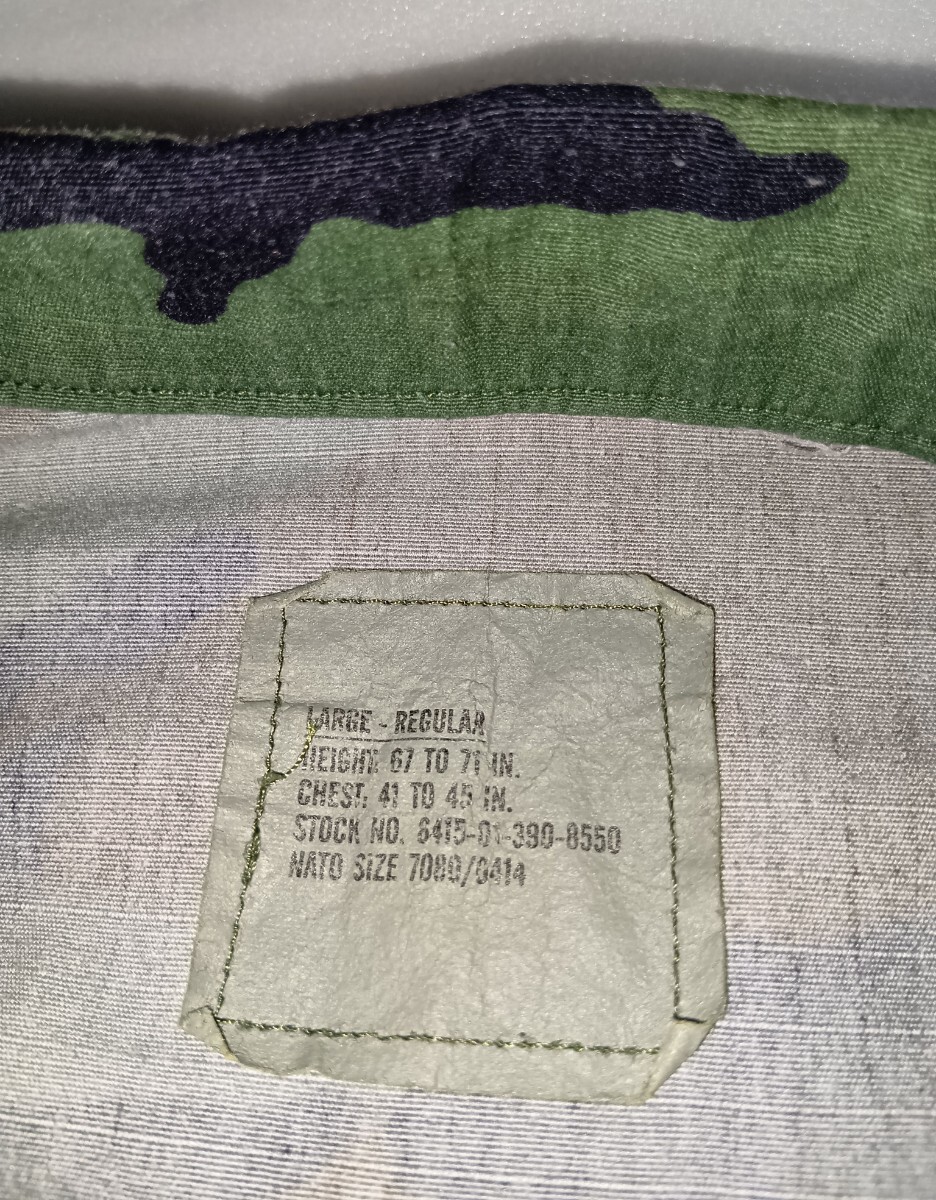 LARGE - REGULAR
HEIGHT: 67 TO 71 IN.
CHEST: 41 TO 45 IN.
STOCK NO. 8415-01-390-8550
NATO SIZE 7080/0414